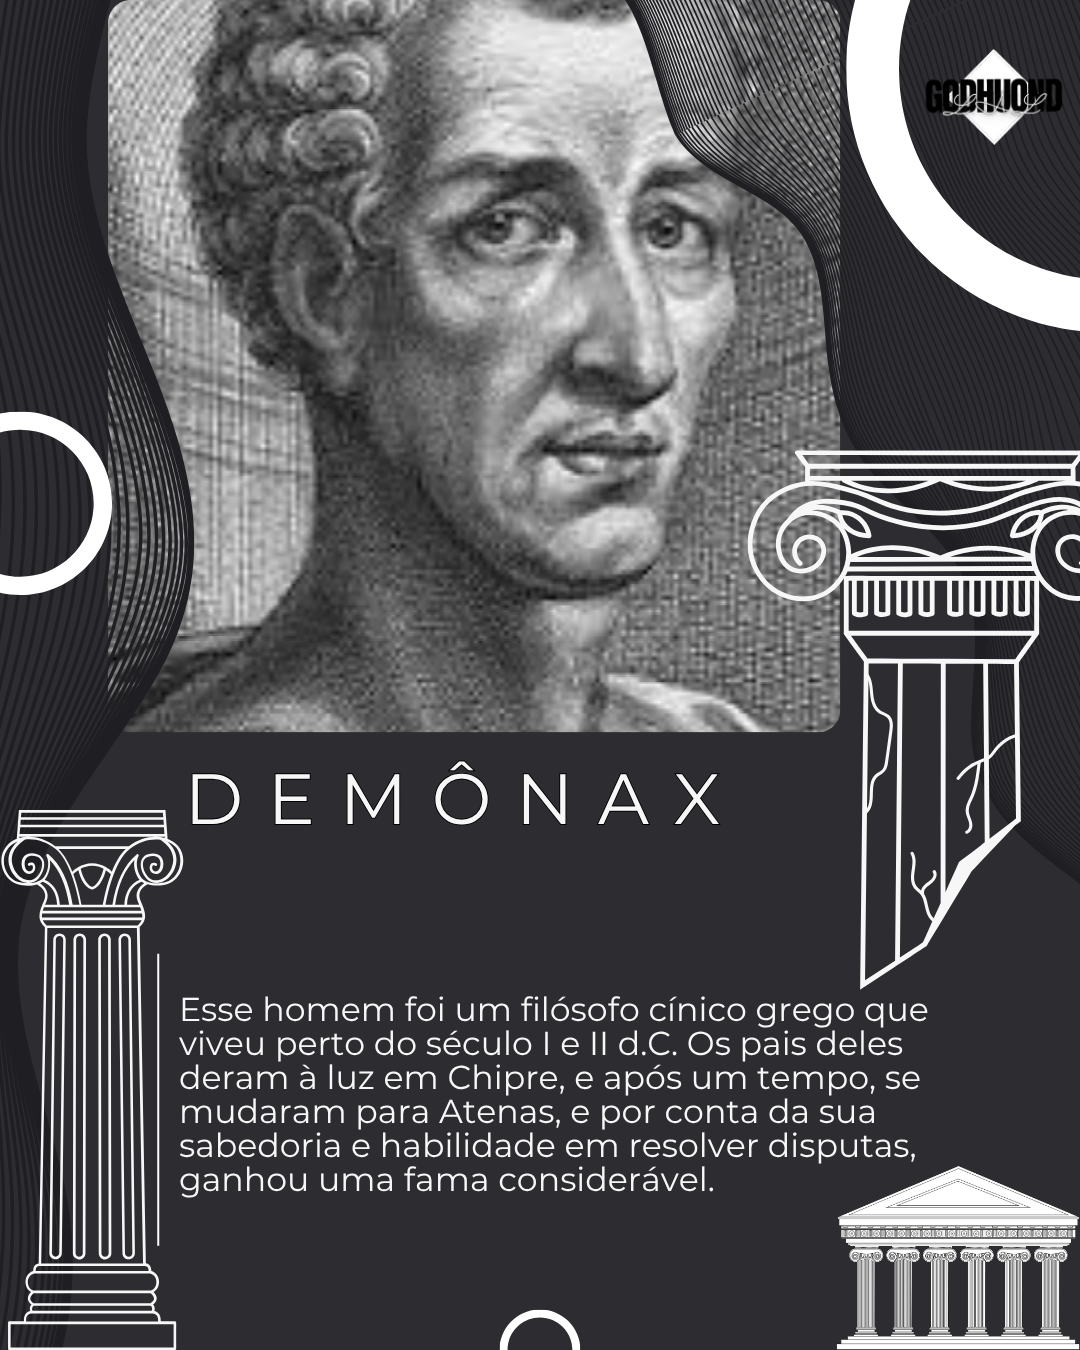 GODHUOND
DEMÔNAX
Esse homem foi um filósofo cínico grego que
viveu perto do século I e II d.C. Os pais deles
deram à luz em Chipre, e após um tempo, se
mudaram para Atenas, e por conta da sua
sabedoria e habilidade em resolver disputas,
ganhou uma fama considerável.